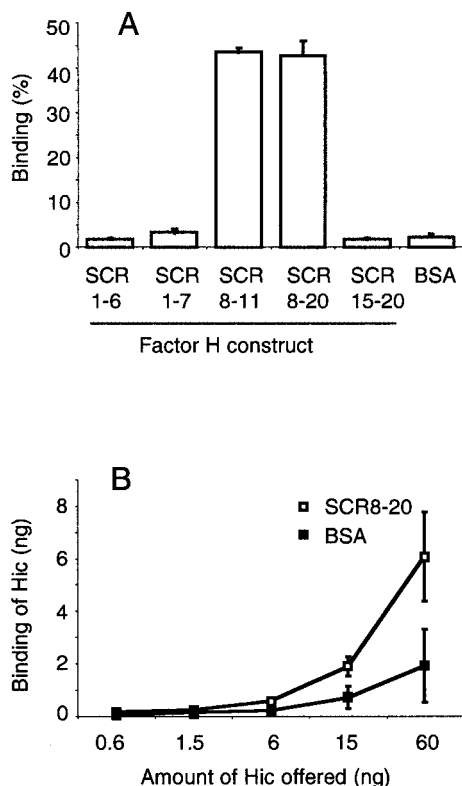 A
Binding (%)
50
40
30
20
10
0
SCR SCR SCR SCR SCR BSA
1-6 1-7 8-11 8-20 15-20
Factor H construct
B
Binding of Hic (ng)
8
6
4
2
0
SCR8-20
BSA
0.6 1.5 6 15 60
Amount of Hic offered (ng)